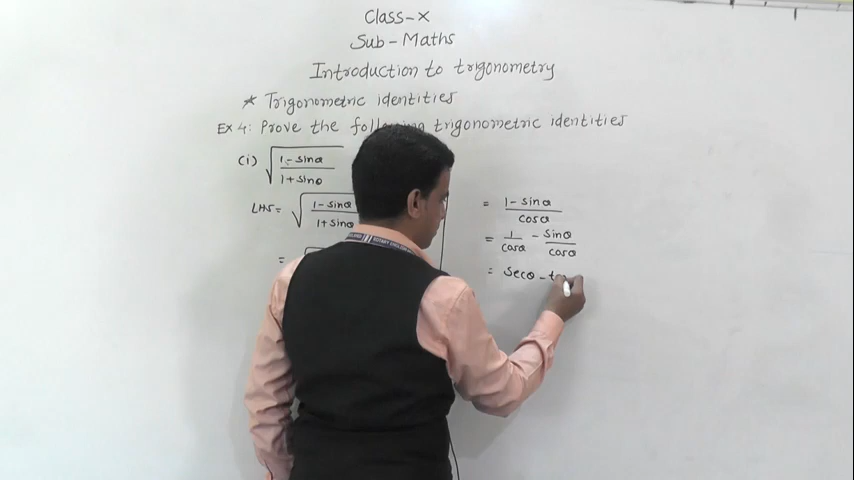 Class-X
Sub-Maths
Introduction to trigonometry
* Trigonometric identities
EX 4: Prove the following trigonometric identities
(i) √(1-sinθ / 1+sinθ)
LHS = √(1-sinθ / 1+sinθ)
=
= 1-sinθ / cosθ
= 1/cosθ - sinθ/cosθ
= secθ - t